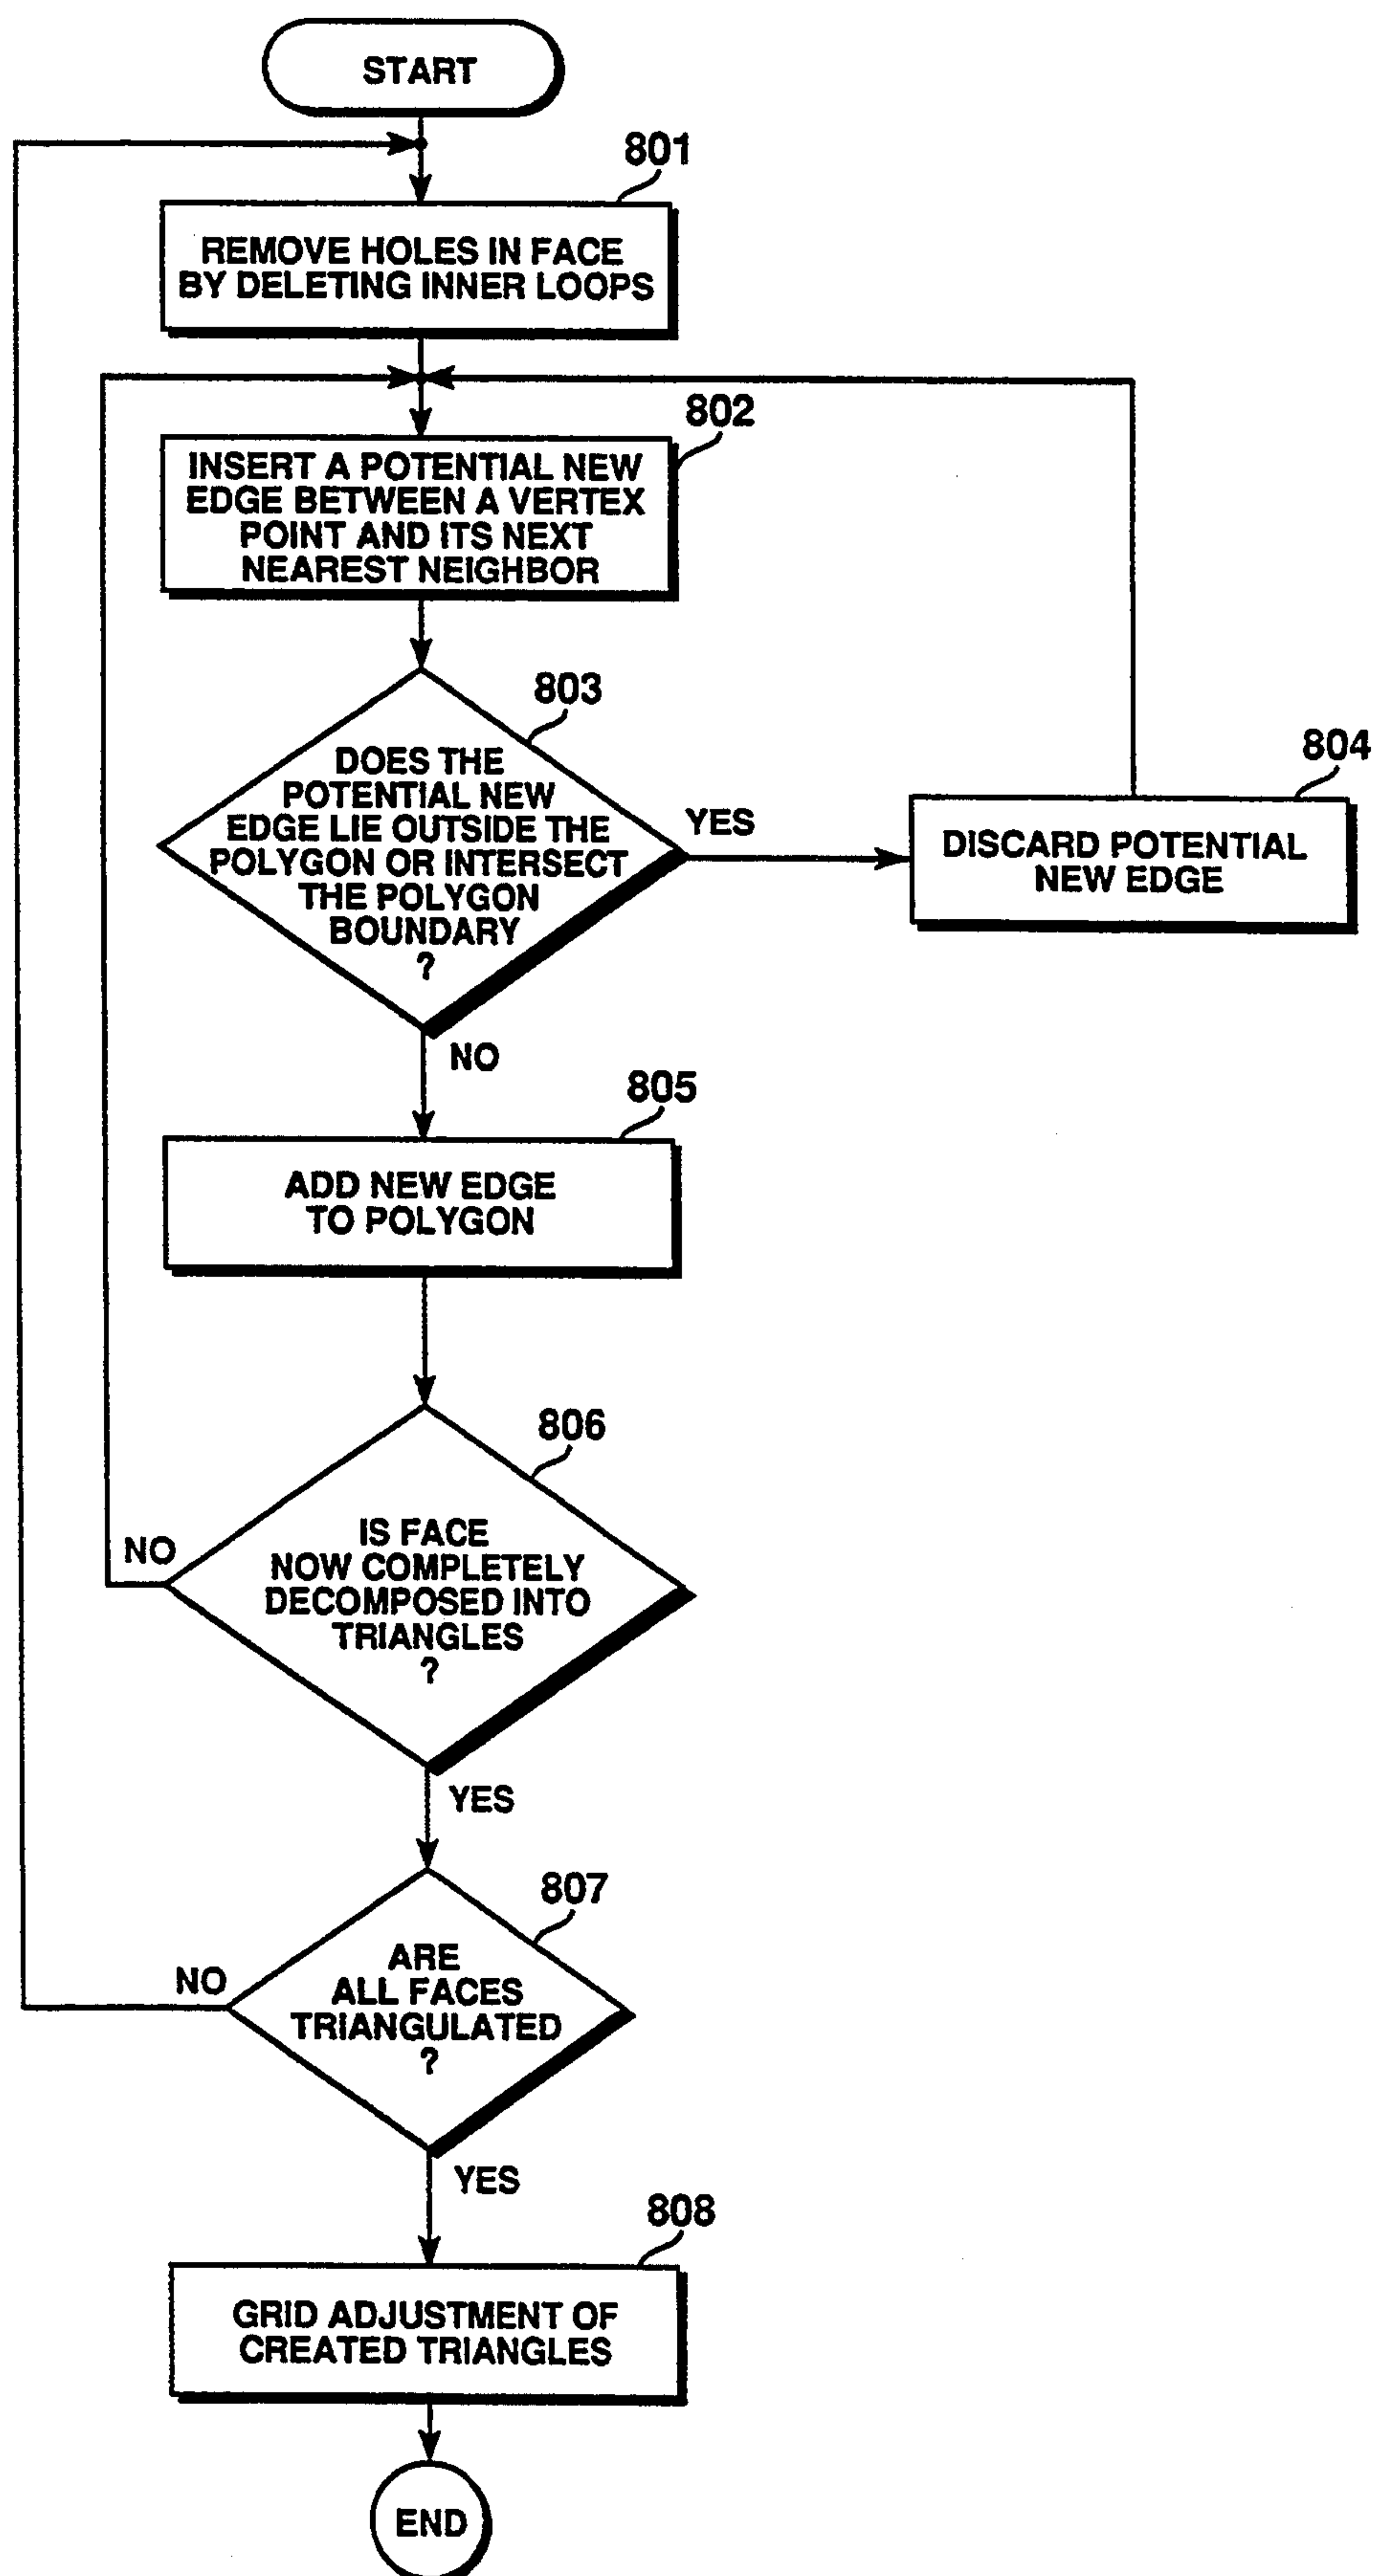 START
801
REMOVE HOLES IN FACE
BY DELETING INNER LOOPS
802
INSERT A POTENTIAL NEW
EDGE BETWEEN A VERTEX
POINT AND ITS NEXT
NEAREST NEIGHBOR
803
DOES THE
POTENTIAL NEW
EDGE LIE OUTSIDE THE
POLYGON OR INTERSECT
THE POLYGON
BOUNDARY
?
YES
804
DISCARD POTENTIAL
NEW EDGE
NO
805
ADD NEW EDGE
TO POLYGON
806
IS FACE
NOW COMPLETELY
DECOMPOSED INTO
TRIANGLES
?
NO
YES
807
ARE
ALL FACES
TRIANGULATED
?
NO
YES
808
GRID ADJUSTMENT OF
CREATED TRIANGLES
END